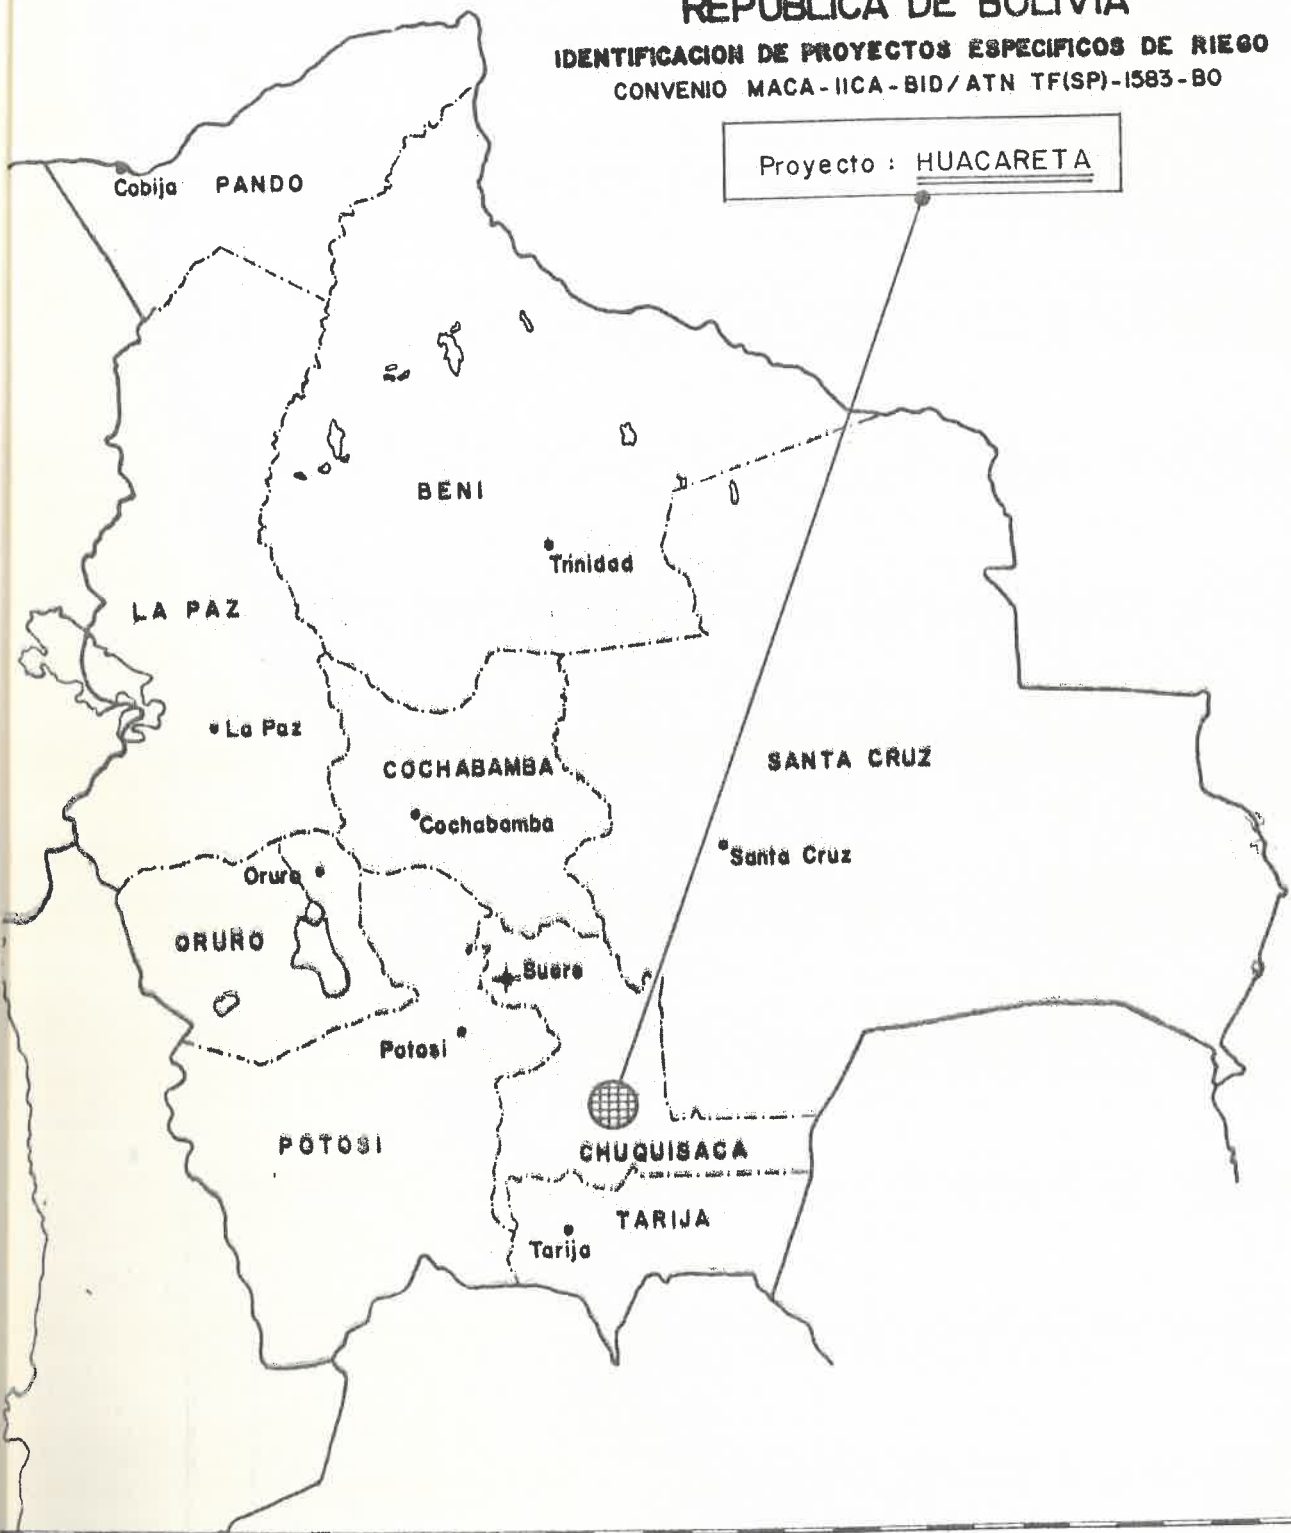 REPUBLICA DE BOLIVIA
IDENTIFICACION DE PROYECTOS ESPECIFICOS DE RIEGO
CONVENIO MACA-IICA-BID/ATN TF(SP)-1583-BO
Proyecto : HUACARETA
Cobija PANDO
BENI
Trinidad
LA PAZ
La Paz
COCHABAMBA
SANTA CRUZ
Cochabamba
Santa Cruz
Oruro
ORURO
Sucre
Potosi
POTOSI
CHUQUISACA
TARIJA
Tarija